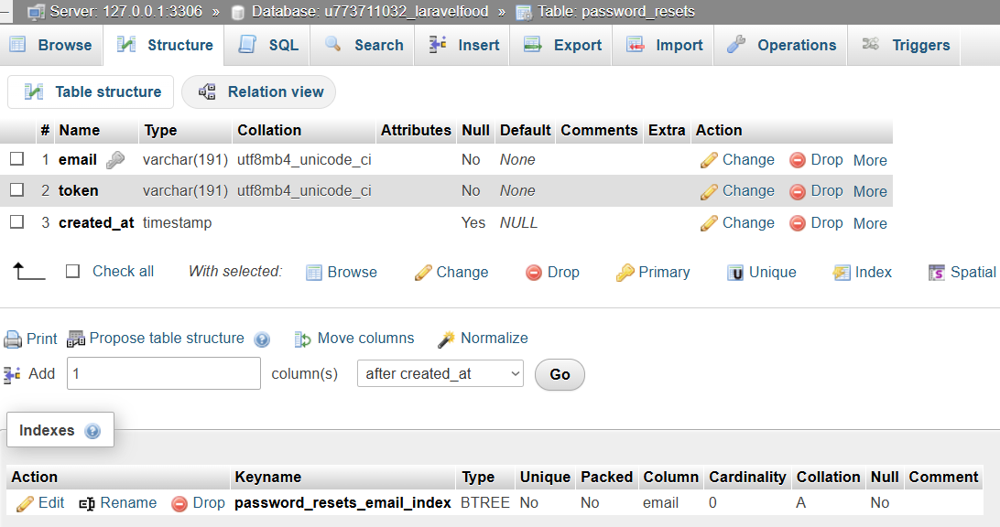 Server: 127.0.0.1:3306 » Database: u773711032_laravelfood » Table: password_resets
Browse Structure SQL Search Insert Export Import Operations Triggers
Table structure Relation view
# Name Type Collation Attributes Null Default Comments Extra Action
1 email varchar(191) utf8mb4_unicode_ci No None Change Drop More
2 token varchar(191) utf8mb4_unicode_ci No None Change Drop More
3 created_at timestamp Yes NULL Change Drop More
Check all With selected: Browse Change Drop Primary Unique Index Spatial
Print Propose table structure Move columns Normalize
Add 1 column(s) after created_at Go
Indexes
Action Keyname Type Unique Packed Column Cardinality Collation Null Comment
Edit Rename Drop password_resets_email_index BTREE No No email 0 A No